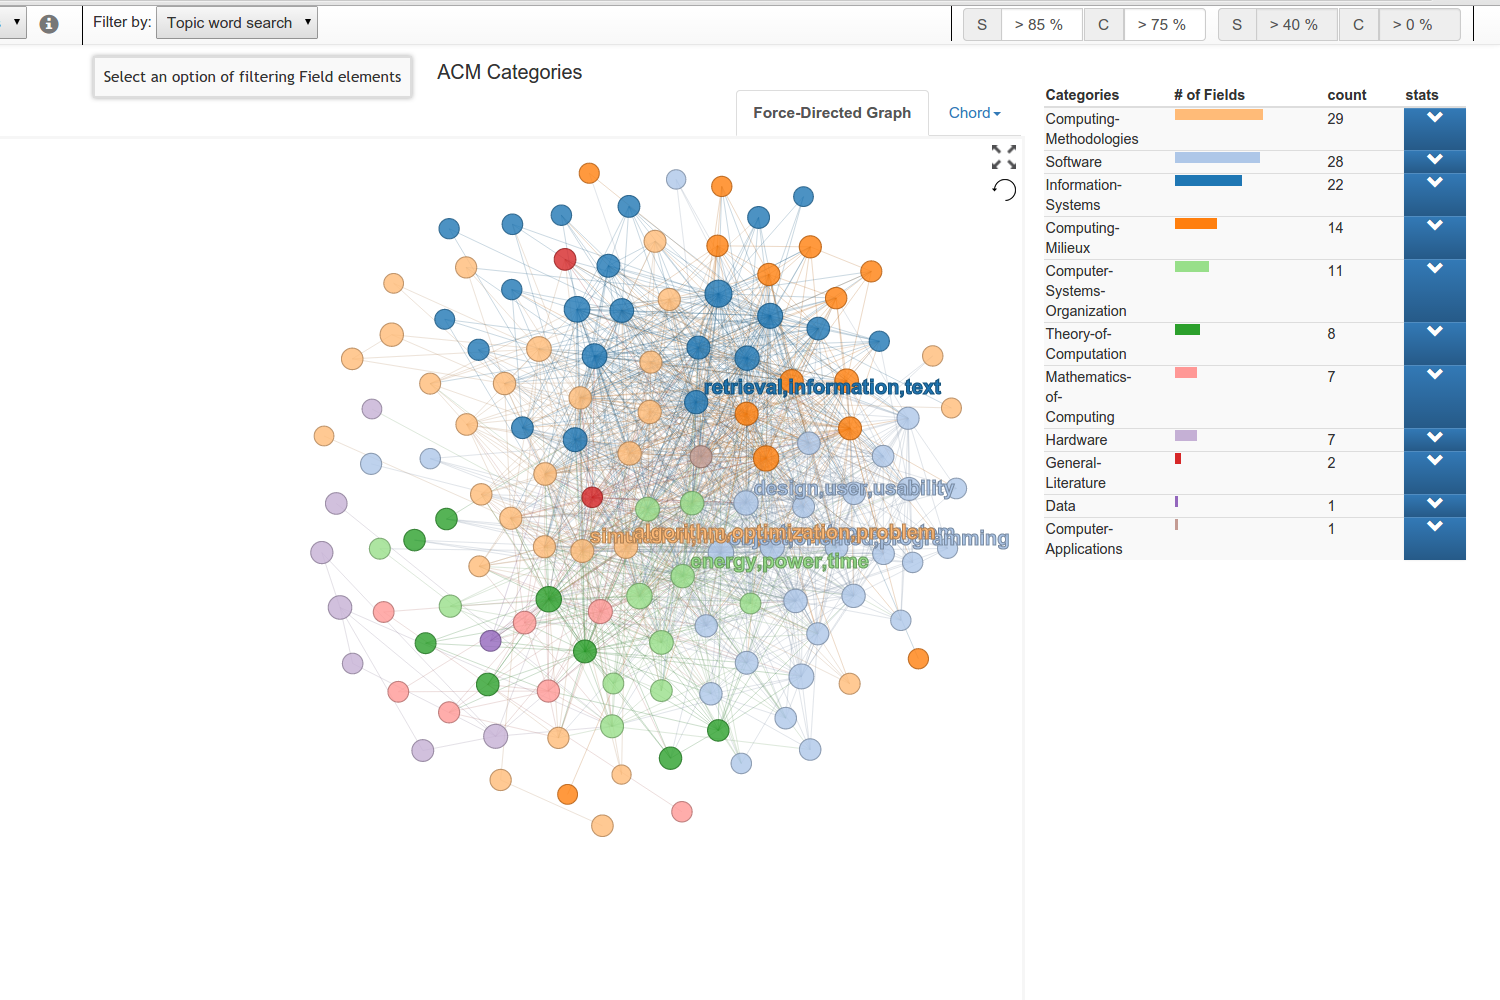 Filter by: Topic word search
S > 85 % C > 75 % S > 40 % C > 0 %
Select an option of filtering Field elements
ACM Categories
Force-Directed Graph Chord
Categories # of Fields count stats
Computing-Methodologies 29
Software 28
Information-Systems 22
Computing-Milieux 14
Computer-Systems-Organization 11
Theory-of-Computation 8
Mathematics-of-Computing 7
Hardware 7
General-Literature 2
Data 1
Computer-Applications 1
retrieval,information,text
design,user,usability
algorithm,optimization,problem
programming
energy,power,time